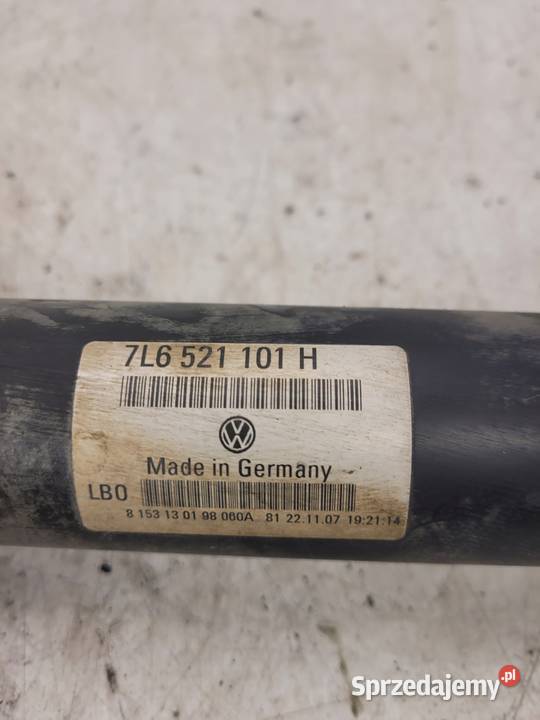 7L6 521 101 H
Made in Germany
LBO
8 153 13 01 98 060A 81 22.11.07 19:21:14
Sprzedajemy.pl